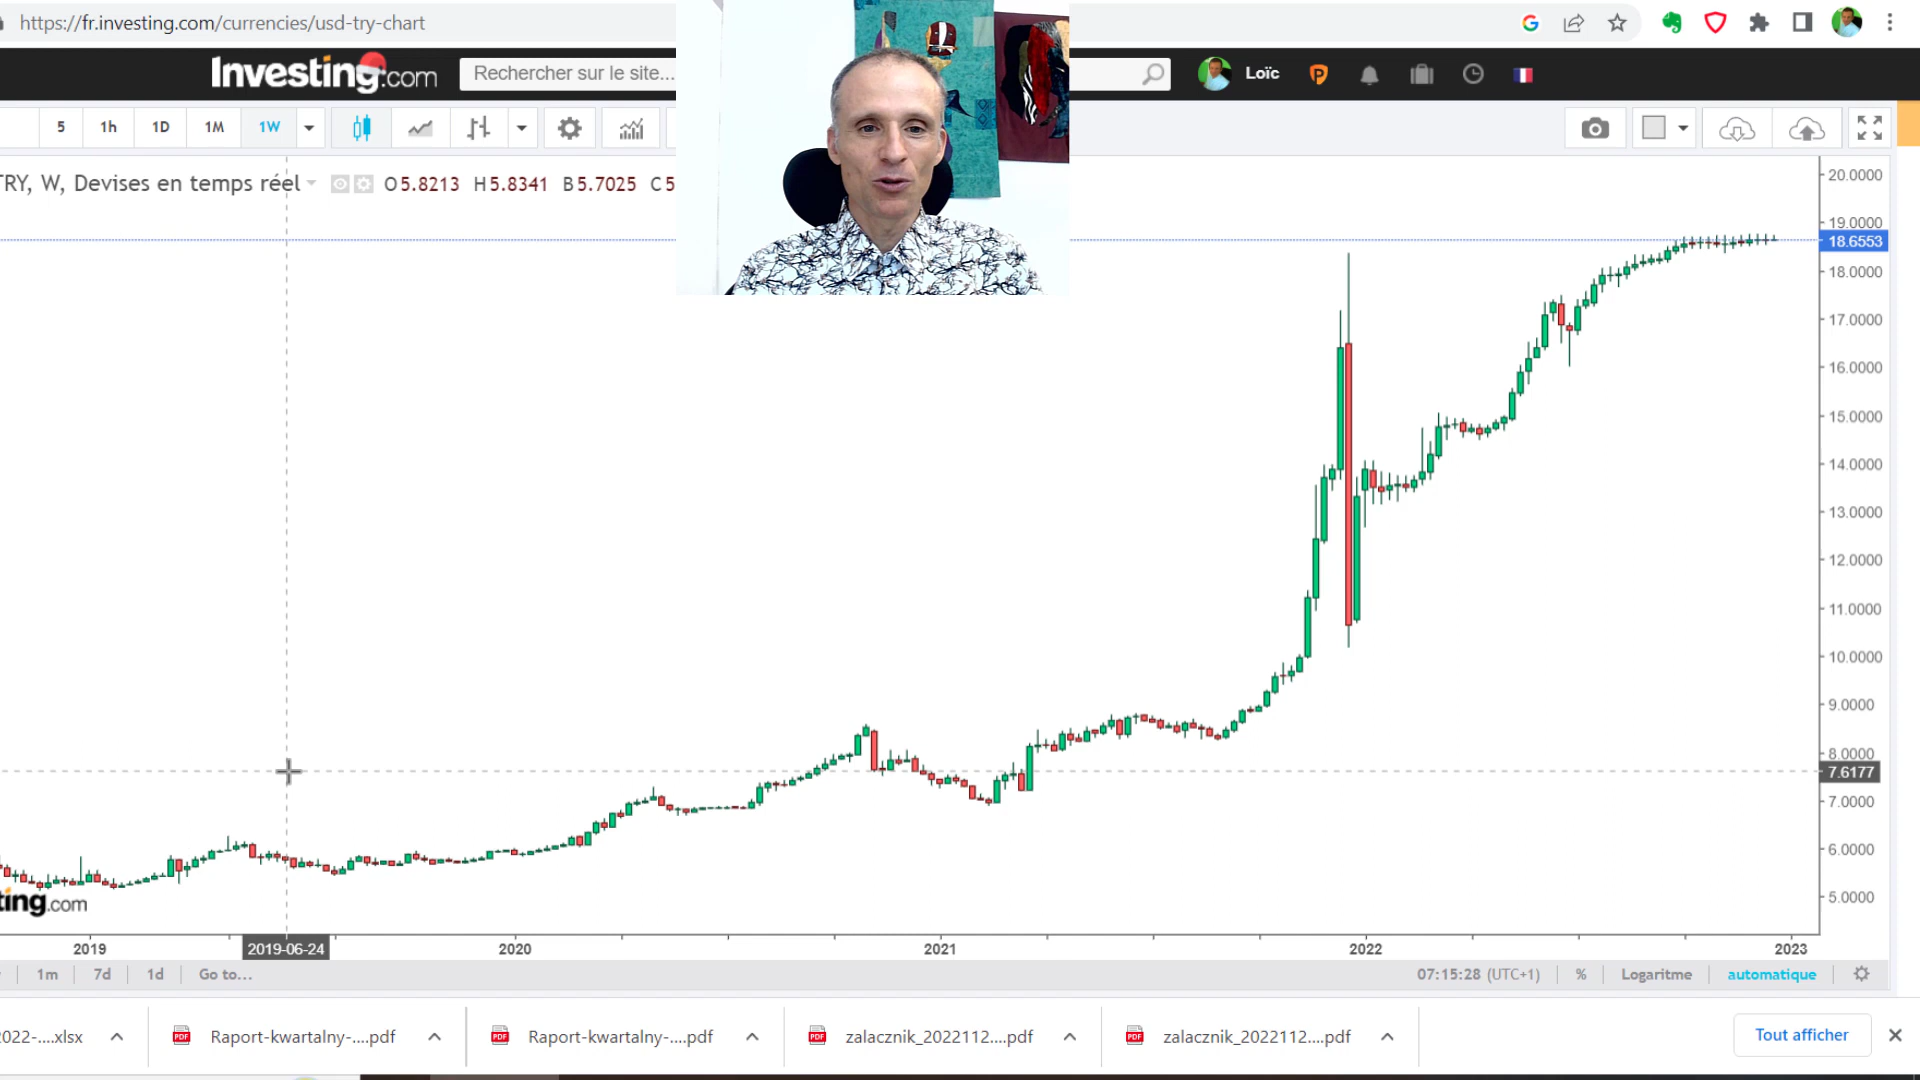 https://fr.investing.com/currencies/usd-try-chart
Investing.com
Rechercher sur le site...
Loïc
5 1h 1D 1M 1W
TRY, W, Devises en temps réel O5.8213 H5.8341 B5.7025 C5
20.0000
19.0000
18.6553
18.0000
17.0000
16.0000
15.0000
14.0000
13.0000
12.0000
11.0000
10.0000
9.0000
8.0000
7.6177
7.0000
6.0000
5.0000
ting.com
2019 2019-06-24 2020 2021 2022 2023
1m 7d 1d Go to... 07:15:28 (UTC+1) % Logaritme automatique
022-....xlsx PDF Raport-kwartalny-....pdf PDF Raport-kwartalny-....pdf PDF zalacznik_2022112....pdf PDF zalacznik_2022112....pdf Tout afficher